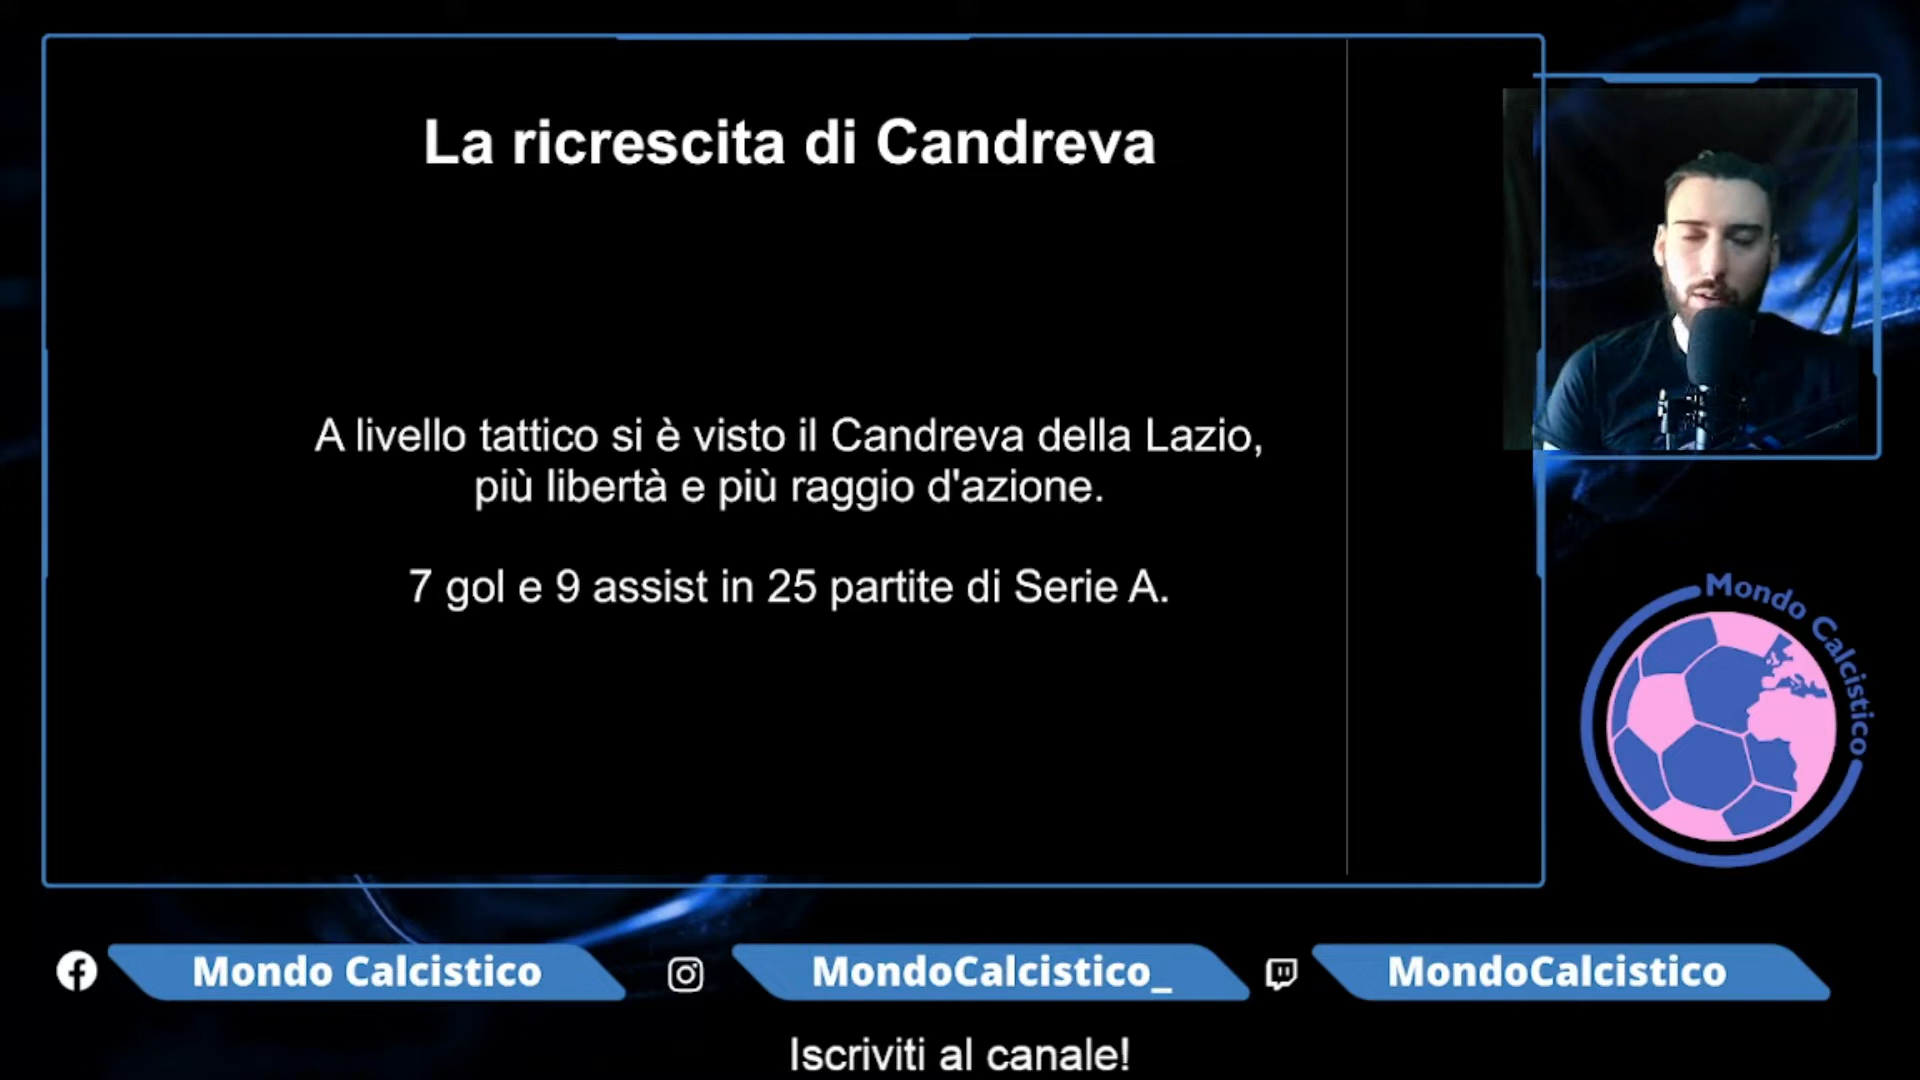 La ricrescita di Candreva
A livello tattico si è visto il Candreva della Lazio,
più libertà e più raggio d'azione.
7 gol e 9 assist in 25 partite di Serie A.
Mondo Calcistico
Mondo Calcistico
MondoCalcistico_
MondoCalcistico
Iscriviti al canale!